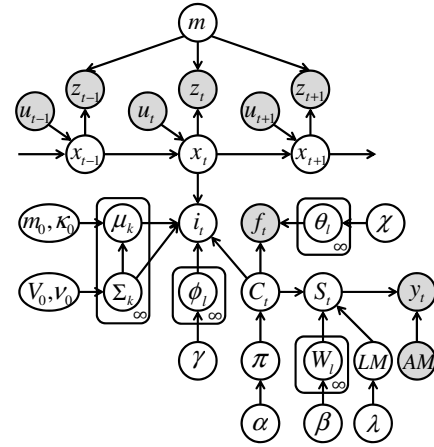 m
z_{t-1} z_t z_{t+1}
u_{t-1} u_t u_{t+1}
x_{t-1} x_t x_{t+1}
m_0, κ_0 μ_k i_t f_t θ_l ∞ χ
V_0, ν_0 Σ_k ∞ ϕ_l ∞ C_t S_t y_t
γ π W_l ∞ LM AM
α β λ